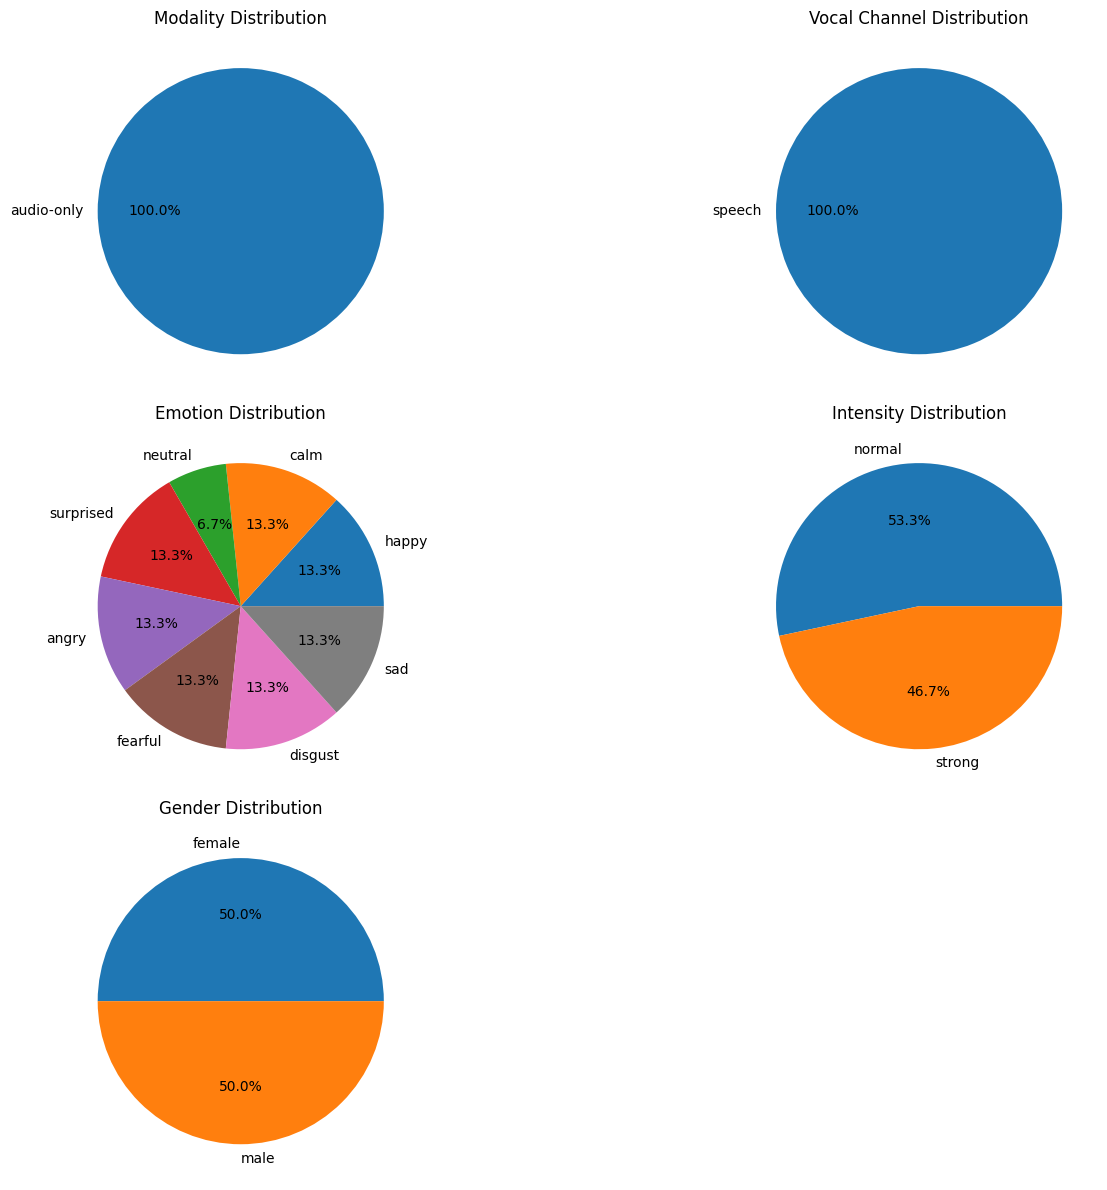 Modality Distribution
audio-only
100.0%
Vocal Channel Distribution
speech
100.0%
Emotion Distribution
neutral
calm
surprised
6.7%
13.3%
happy
13.3%
13.3%
angry
13.3%
13.3%
sad
13.3%
13.3%
fearful
disgust
Intensity Distribution
normal
53.3%
46.7%
strong
Gender Distribution
female
50.0%
50.0%
male